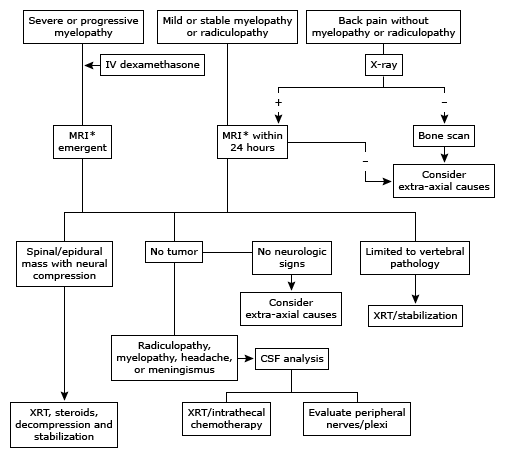 Severe or progressive
myelopathy
Mild or stable myelopathy
or radiculopathy
Back pain without
myelopathy or radiculopathy
IV dexamethasone
X-ray
+
–
MRI*
emergent
MRI* within
24 hours
Bone scan
–
Consider
extra-axial causes
Spinal/epidural
mass with neural
compression
No tumor
No neurologic
signs
Limited to vertebral
pathology
Consider
extra-axial causes
XRT/stabilization
Radiculopathy,
myelopathy, headache,
or meningismus
CSF analysis
XRT, steroids,
decompression and
stabilization
XRT/intrathecal
chemotherapy
Evaluate peripheral
nerves/plexi